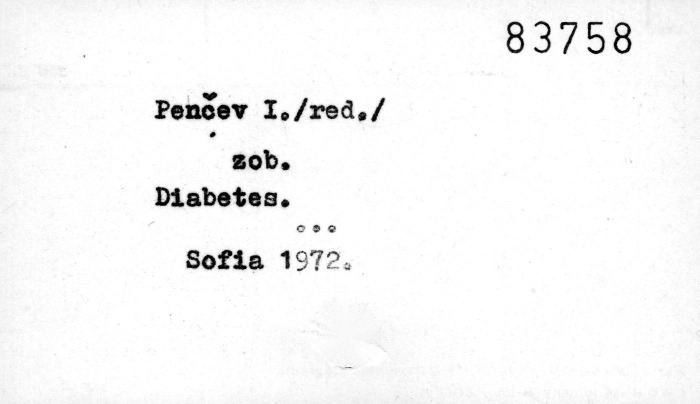 83758
Penčev I./red./
zob.
Diabetes.
...
Sofia 1972.